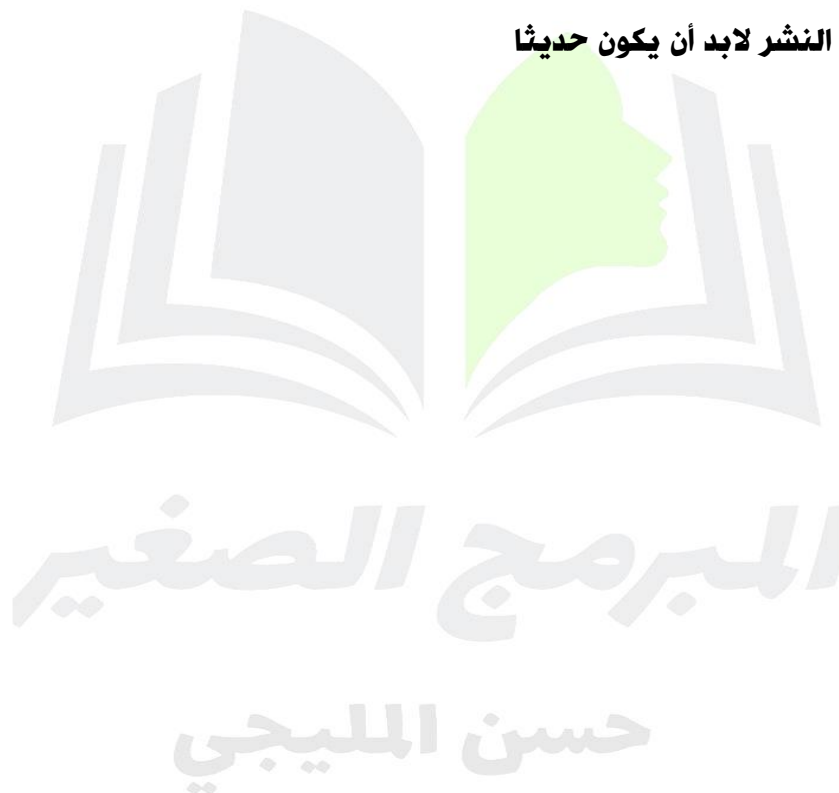 النشر لابد أن يكون حديثا
المبرمج الصغير
حسن المليجي